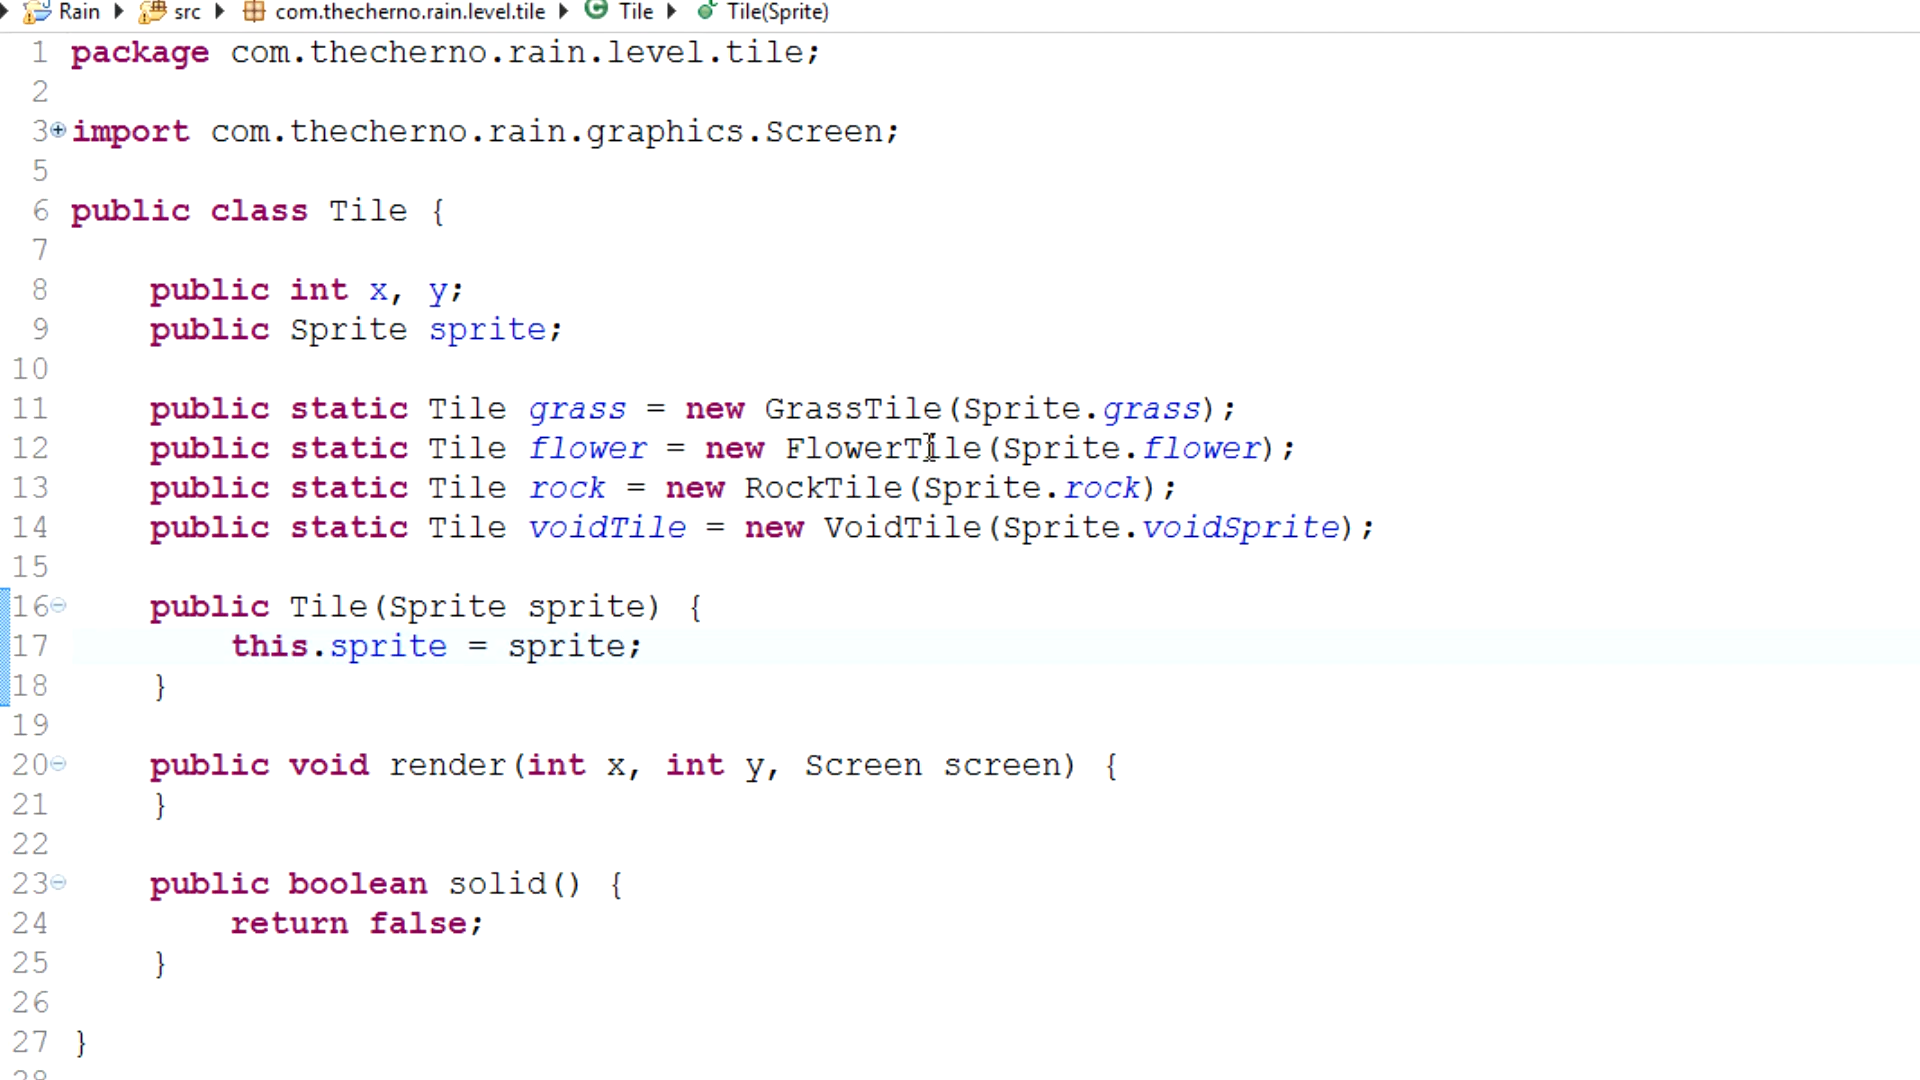 Rain src com.thecherno.rain.level.tile Tile Tile(Sprite)
1 package com.thecherno.rain.level.tile;
2
3 import com.thecherno.rain.graphics.Screen;
5
6 public class Tile {
7
8 public int x, y;
9 public Sprite sprite;
10
11 public static Tile grass = new GrassTile(Sprite.grass);
12 public static Tile flower = new FlowerTile(Sprite.flower);
13 public static Tile rock = new RockTile(Sprite.rock);
14 public static Tile voidTile = new VoidTile(Sprite.voidSprite);
15
16 public Tile(Sprite sprite) {
17 this.sprite = sprite;
18 }
19
20 public void render(int x, int y, Screen screen) {
21 }
22
23 public boolean solid() {
24 return false;
25 }
26
27 }
28